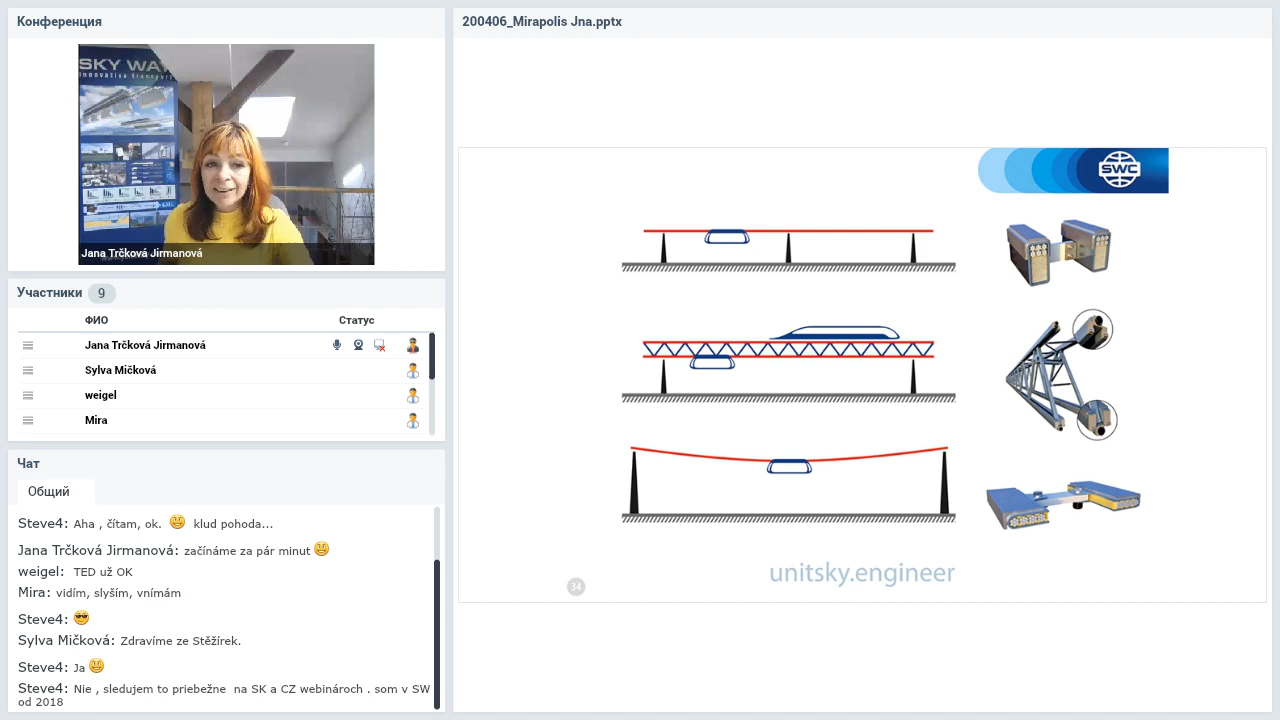 Конференция
SKY WA
Innovative Transport
Jana Trčková Jirmanová
Участники 9
ФИО Статус
Jana Trčková Jirmanová
Sylva Mičková
weigel
Mira
Чат
Общий
Steve4: Aha , čítam, ok. klud pohoda...
Jana Trčková Jirmanová: začínáme za pár minut
weigel: TED už OK
Mira: vidím, slyším, vnímám
Steve4:
Sylva Mičková: Zdravíme ze Stěžírek.
Steve4: Ja
Steve4: Nie , sledujem to priebežne na SK a CZ webinároch . som v SW
od 2018
200406_Mirapolis Jna.pptx
SWC
unitsky.engineer
34